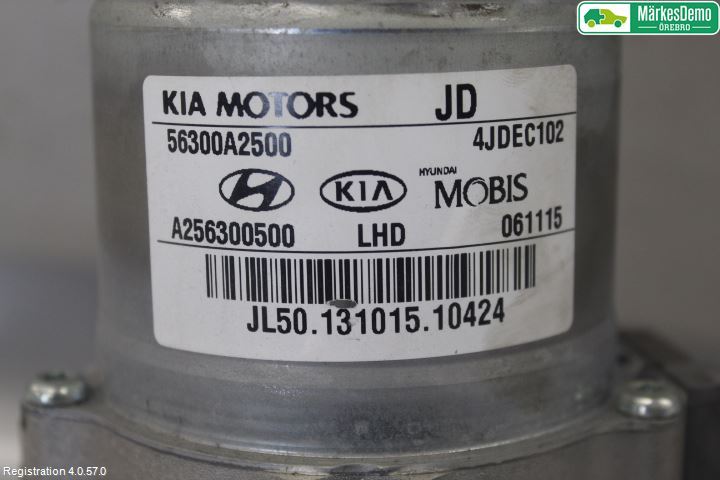 MärkesDemo
ÖREBRO
KIA MOTORS JD
56300A2500 4JDEC102
KIA HYUNDAI MOBIS
A256300500 LHD 061115
JL50.131015.10424
Registration 4.0.57.0